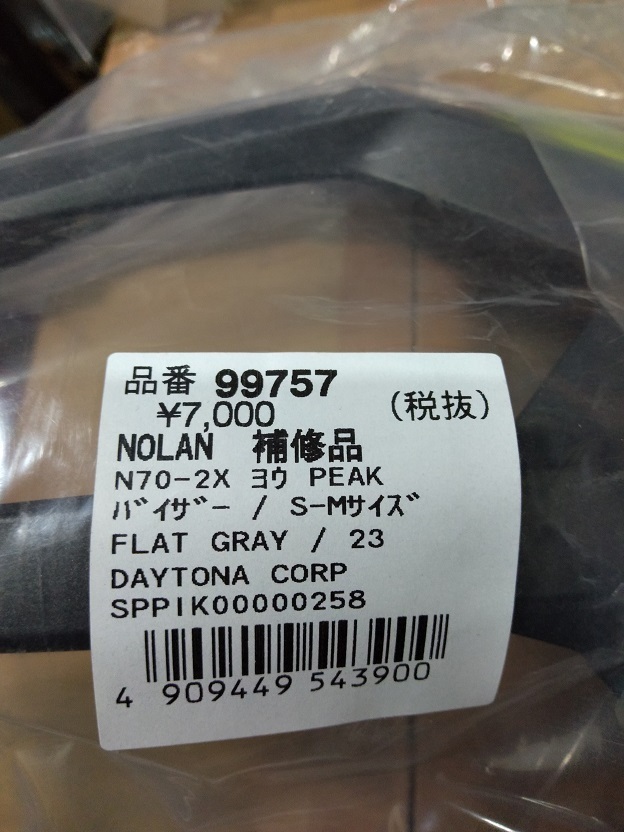 品番 99757
¥7,000 (税抜)
NOLAN 補修品
N70-2X ﾖｳ PEAK
ﾊﾞｲｻﾞｰ / S-Mｻｲｽﾞ
FLAT GRAY / 23
DAYTONA CORP
SPPIK00000258
4 909449 543900